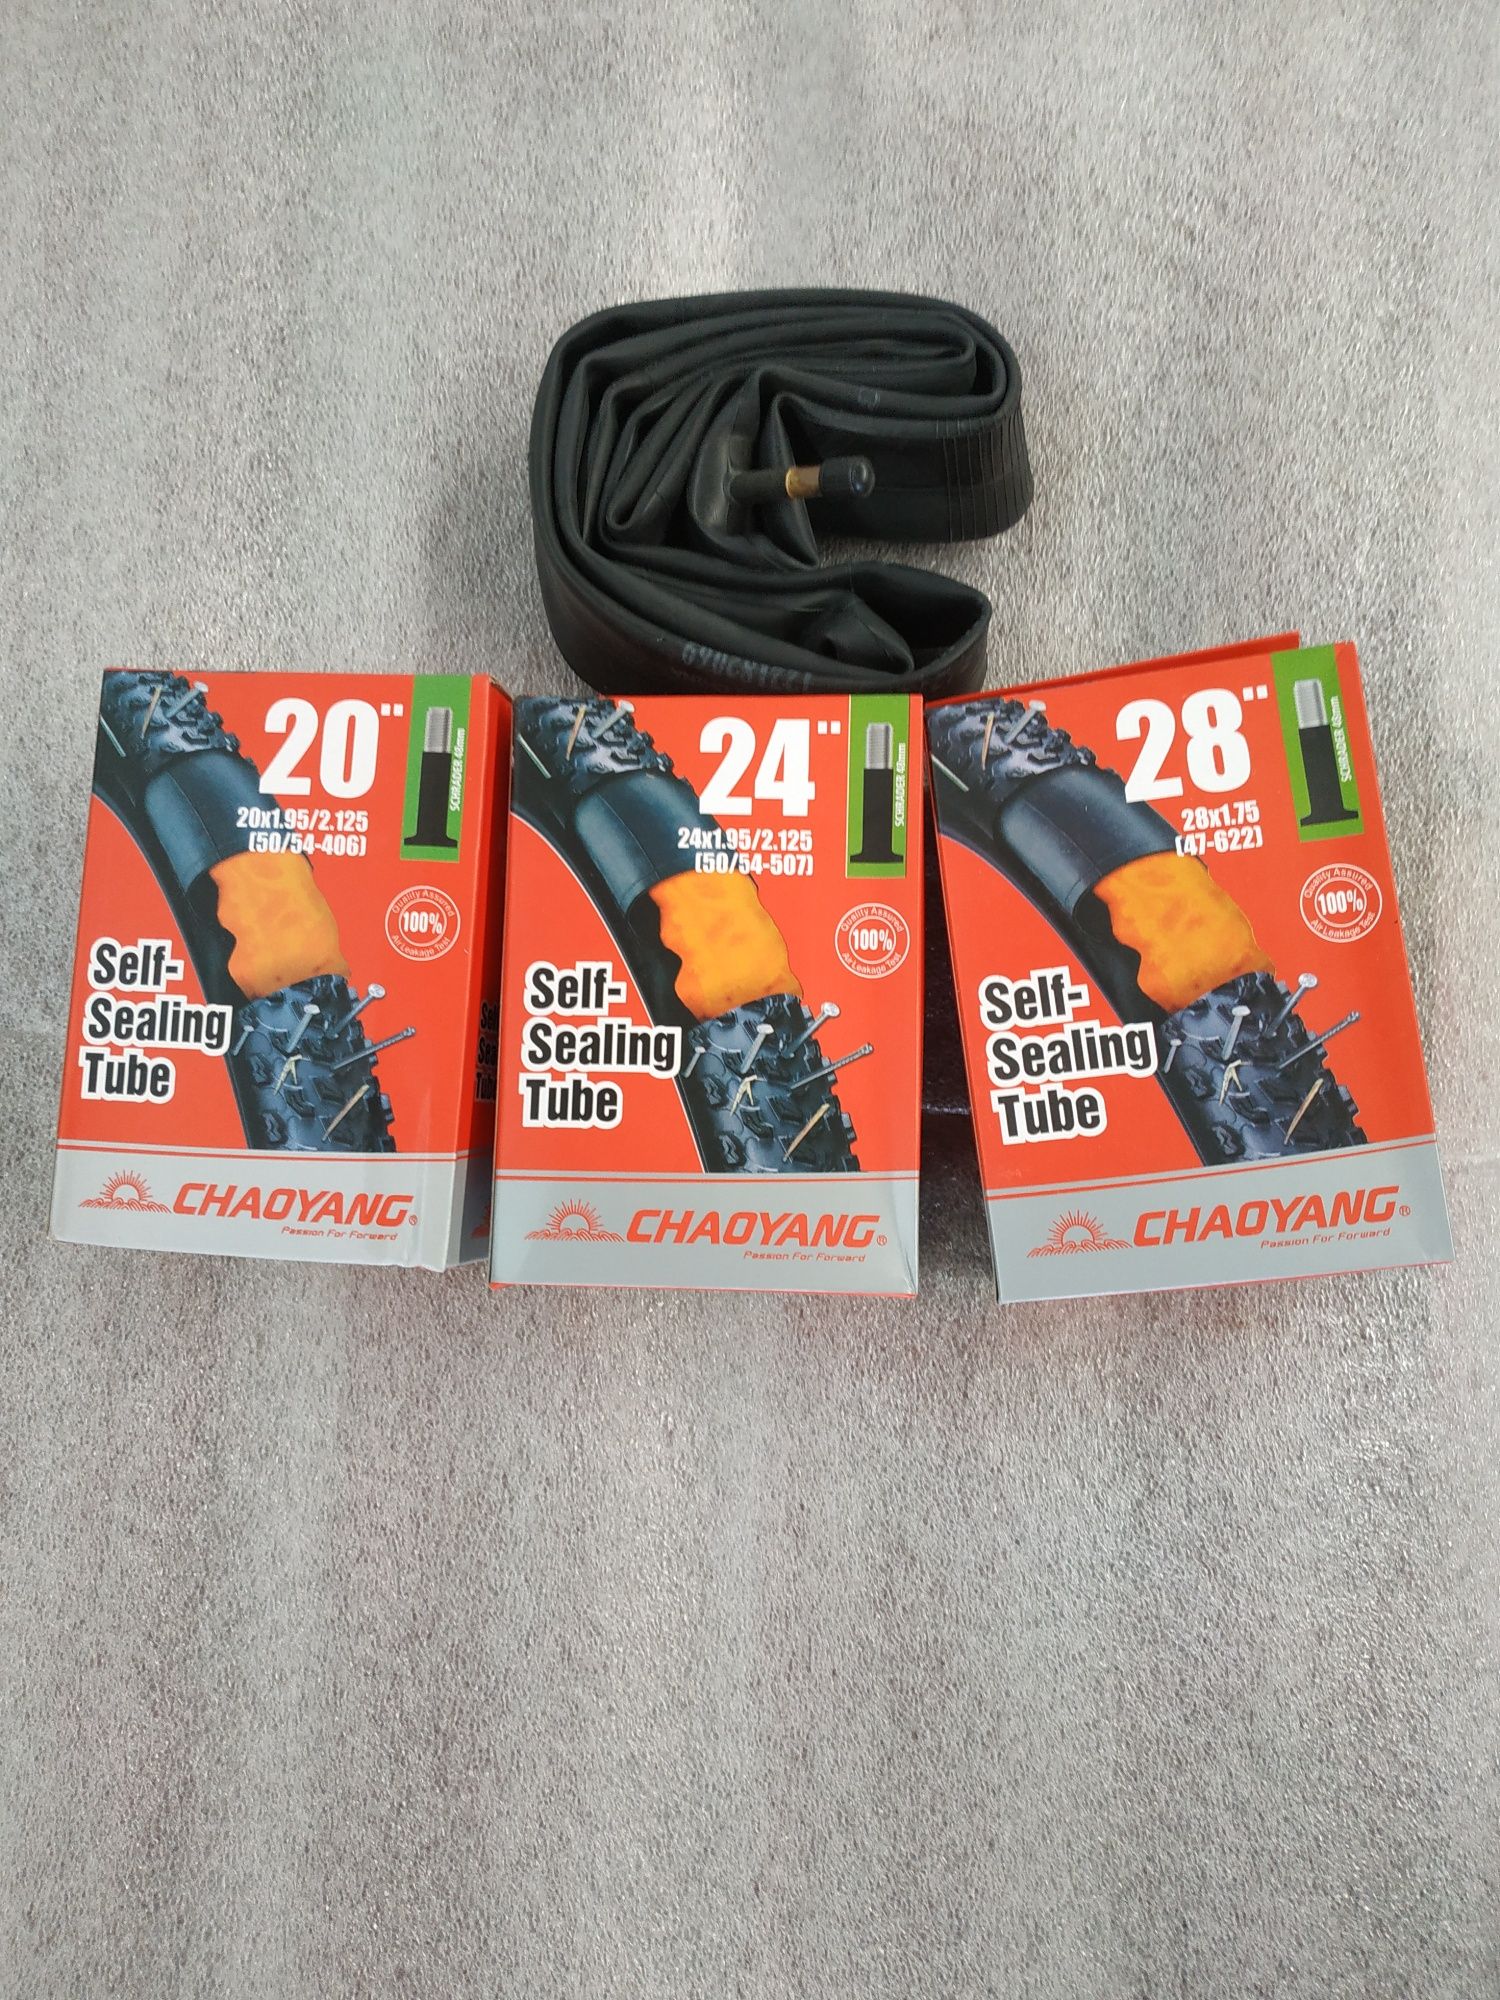 20"
20x1.95/2.125
(50/54-406)
SCHRADER 48mm
Quality Assured
100%
Air Leakage Test
Self-
Sealing
Tube
CHAOYANG®
Passion For Forward
24"
24x1.95/2.125
(50/54-507)
SCHRADER 48mm
Quality Assured
100%
Air Leakage Test
Self-
Sealing
Tube
CHAOYANG®
Passion For Forward
28"
28x1.75
(47-622)
SCHRADER 48mm
Quality Assured
100%
Air Leakage Test
Self-
Sealing
Tube
CHAOYANG®
Passion For Forward